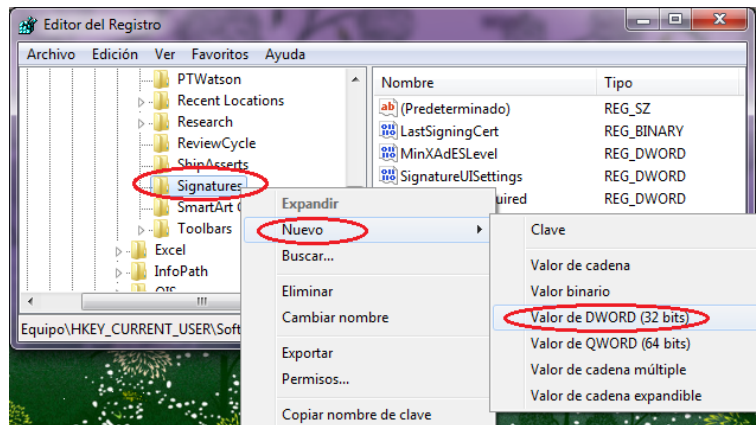 Editor del Registro
Archivo Edición Ver Favoritos Ayuda
PTWatson
Recent Locations
Research
ReviewCycle
ShipAsserts
Signatures
SmartArt
Toolbars
Excel
InfoPath
OIS
Nombre Tipo
(Predeterminado) REG_SZ
LastSigningCert REG_BINARY
MinXAdESLevel REG_DWORD
SignatureUISettings REG_DWORD
uired REG_DWORD
Equipo\HKEY_CURRENT_USER\Soft
Expandir
Nuevo
Buscar...
Eliminar
Cambiar nombre
Exportar
Permisos...
Copiar nombre de clave
Clave
Valor de cadena
Valor binario
Valor de DWORD (32 bits)
Valor de QWORD (64 bits)
Valor de cadena múltiple
Valor de cadena expandible